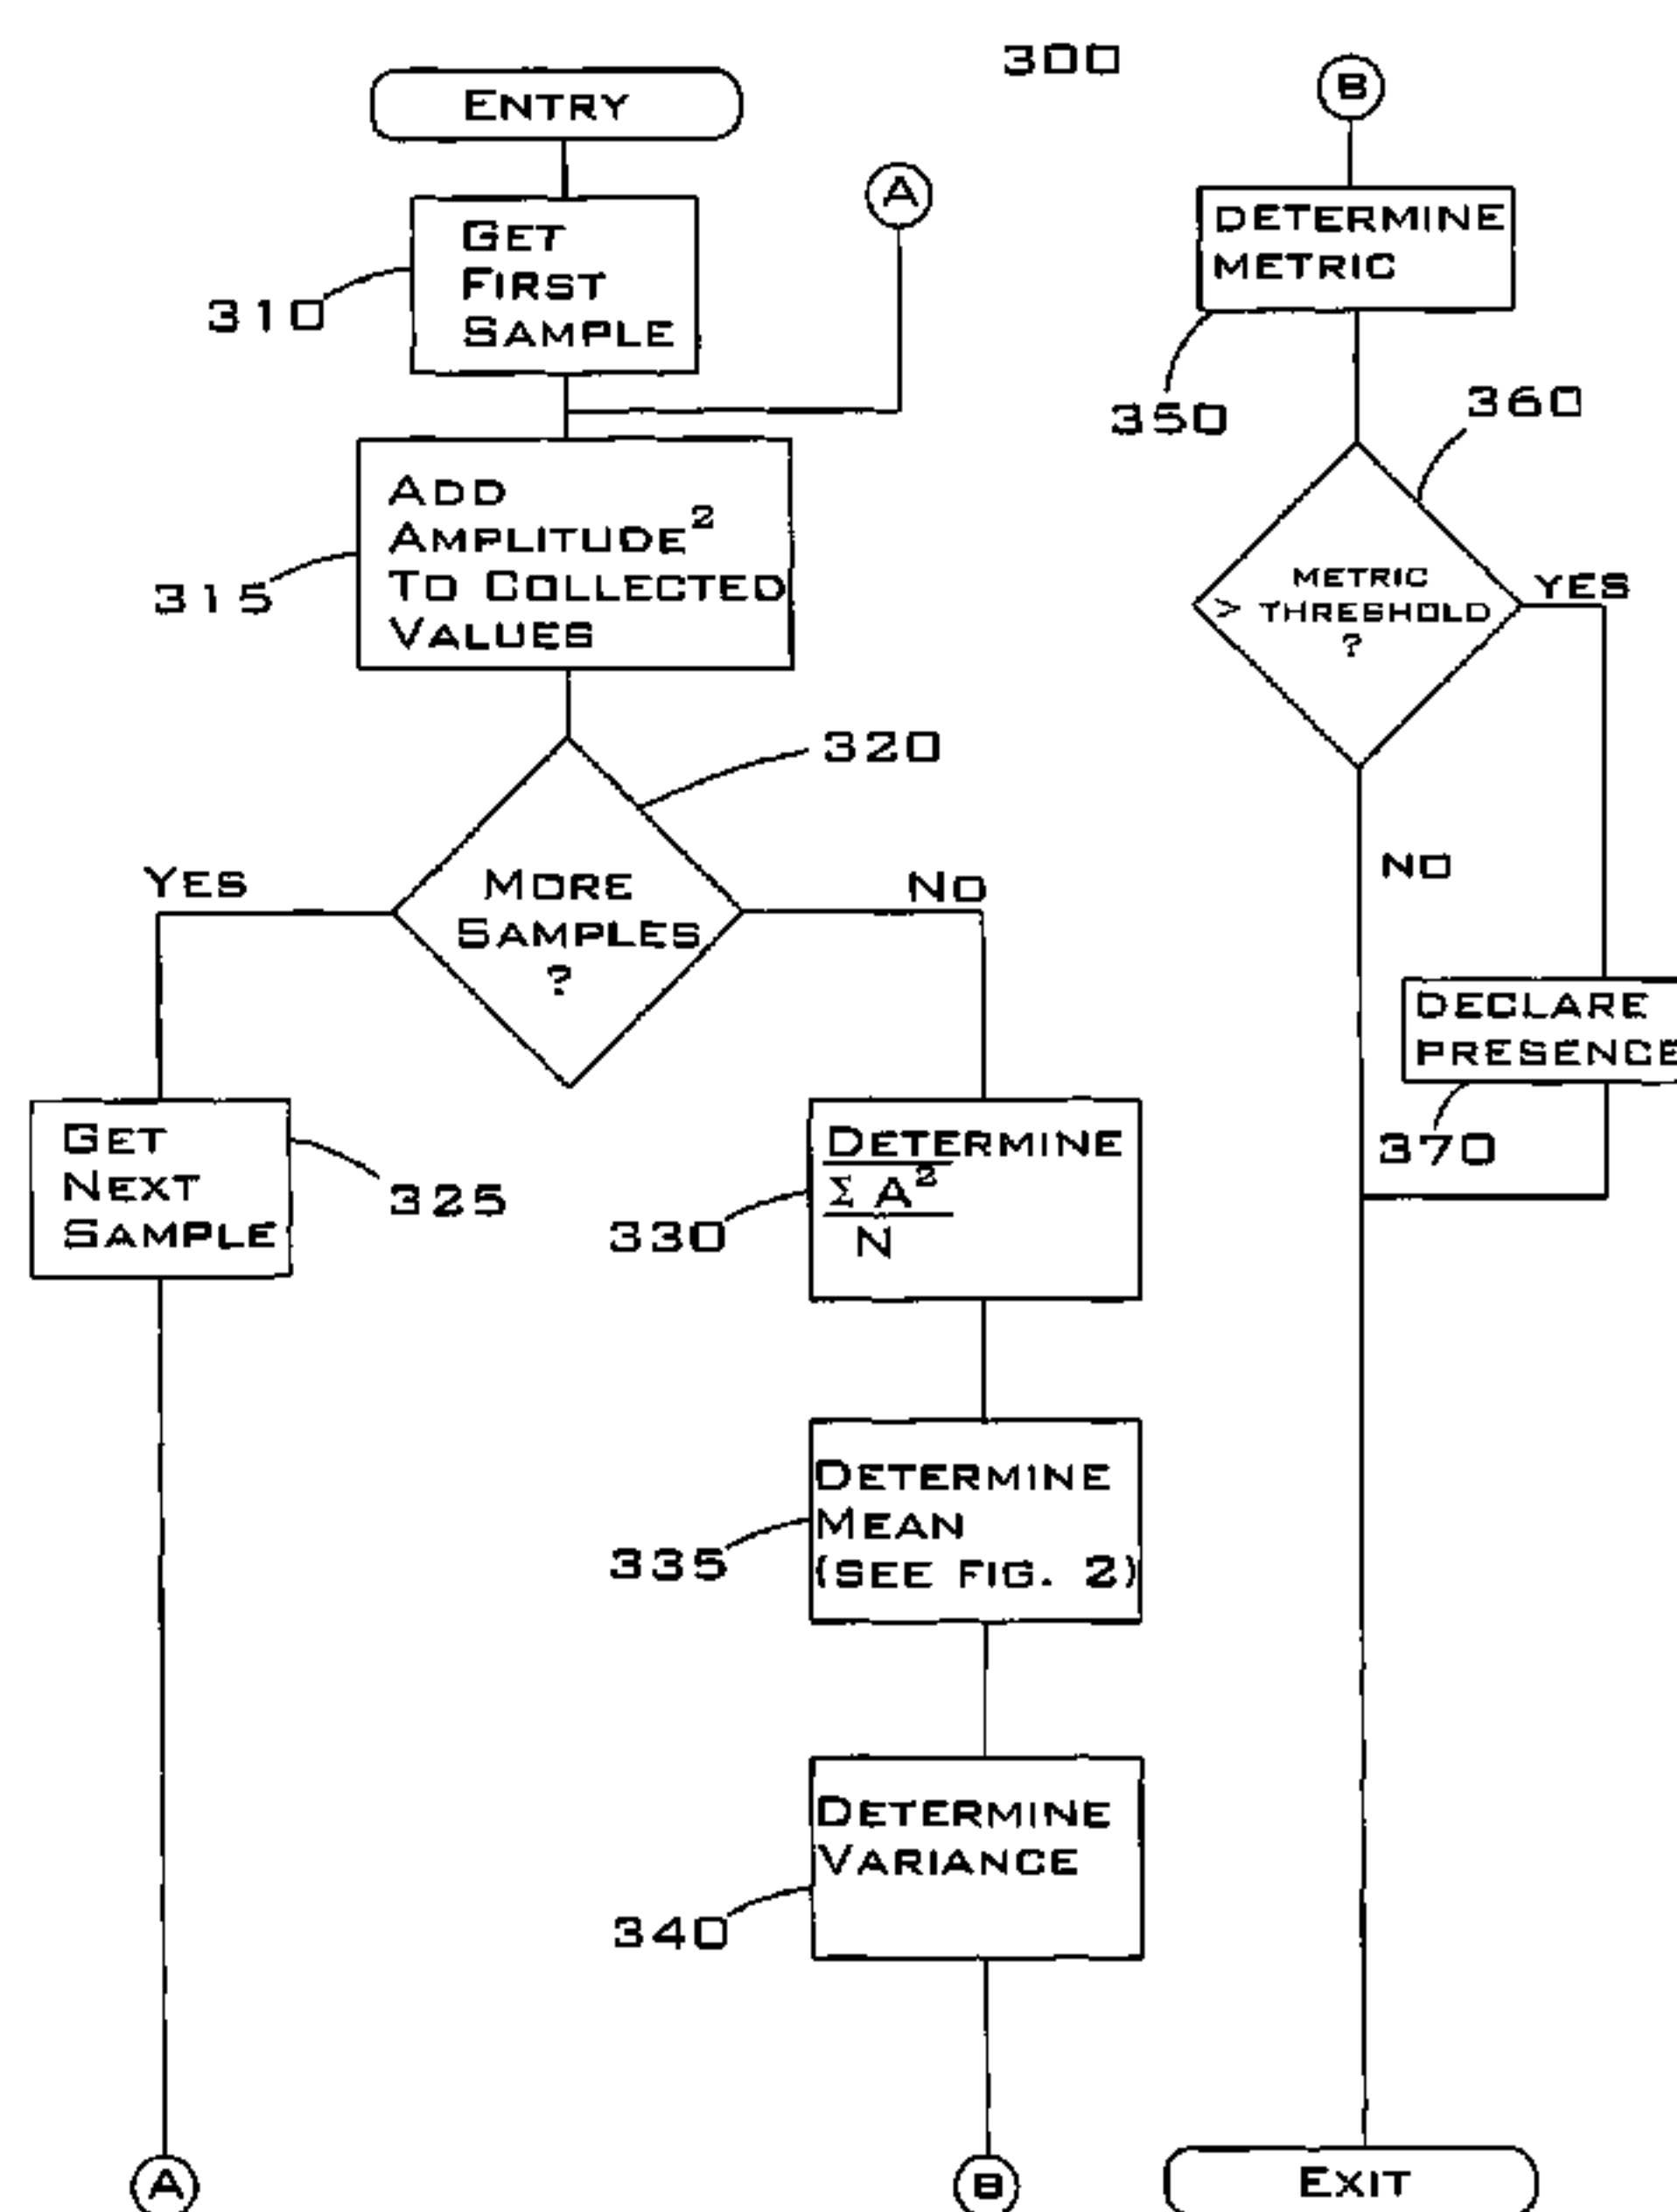 300
ENTRY
GET
FIRST
SAMPLE
310
A
ADD
AMPLITUDE²
TO COLLECTED
VALUES
315
320
MORE
SAMPLES
?
YES
NO
GET
NEXT
SAMPLE
325
DETERMINE
Σ A²
N
330
DETERMINE
MEAN
(SEE FIG. 2)
335
DETERMINE
VARIANCE
340
A
B
B
DETERMINE
METRIC
350
360
METRIC
> THRESHOLD
?
YES
NO
DECLARE
PRESENCE
370
EXIT